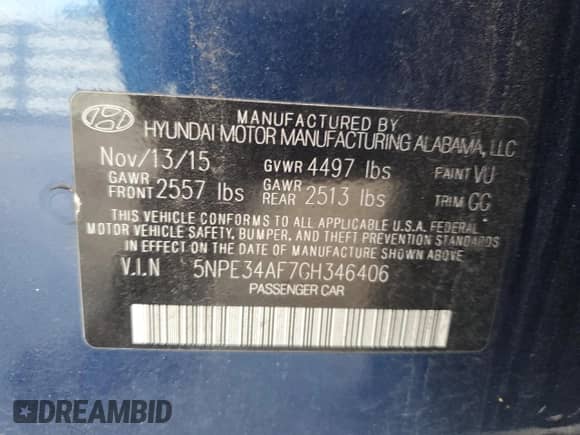 MANUFACTURED BY
HYUNDAI MOTOR MANUFACTURING ALABAMA, LLC
Nov/13/15 GVWR 4497 lbs PAINT VU
GAWR FRONT 2557 lbs GAWR REAR 2513 lbs TRIM GC
THIS VEHICLE CONFORMS TO ALL APPLICABLE U.S.A. FEDERAL
MOTOR VEHICLE SAFETY, BUMPER, AND THEFT PREVENTION STANDARDS
IN EFFECT ON THE DATE OF MANUFACTURE SHOWN ABOVE.
V.I.N 5NPE34AF7GH346406
PASSENGER CAR
DREAMBID